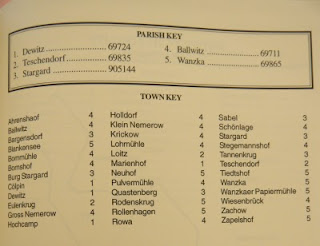 PARISH KEY
1. Dewitz ..................... 69724
2. Teschendorf ............... 69835
3. Stargard ................... 905144
4. Ballwitz .................... 69711
5. Wanzka .................... 69865
TOWN KEY
Ahrenshaof 4
Ballwitz 4
Bargensdorf 3
Blankensee 5
Bornmühle 4
Bornshof 4
Burg Stargard 3
Cölpin 1
Dewitz 1
Eulenkrug 2
Gross Nemerow 4
Hochcamp 1
Holldorf 4
Klein Nemerow 4
Krickow 4
Lohmühle 4
Loitz 2
Marienhof 1
Neuhof 5
Pulvermühle 4
Quastenberg 3
Rodenskrug 5
Rollenhagen 5
Rowa 4
Sabel 3
Schönlage 4
Stargard 3
Stegemannshof 4
Tannenkrug 3
Teschendorf 2
Tiedtshof 5
Wanzka 5
Wanzkaer Papiermühle 5
Wiesenbrück 4
Zachow 5
Zapelshof 5